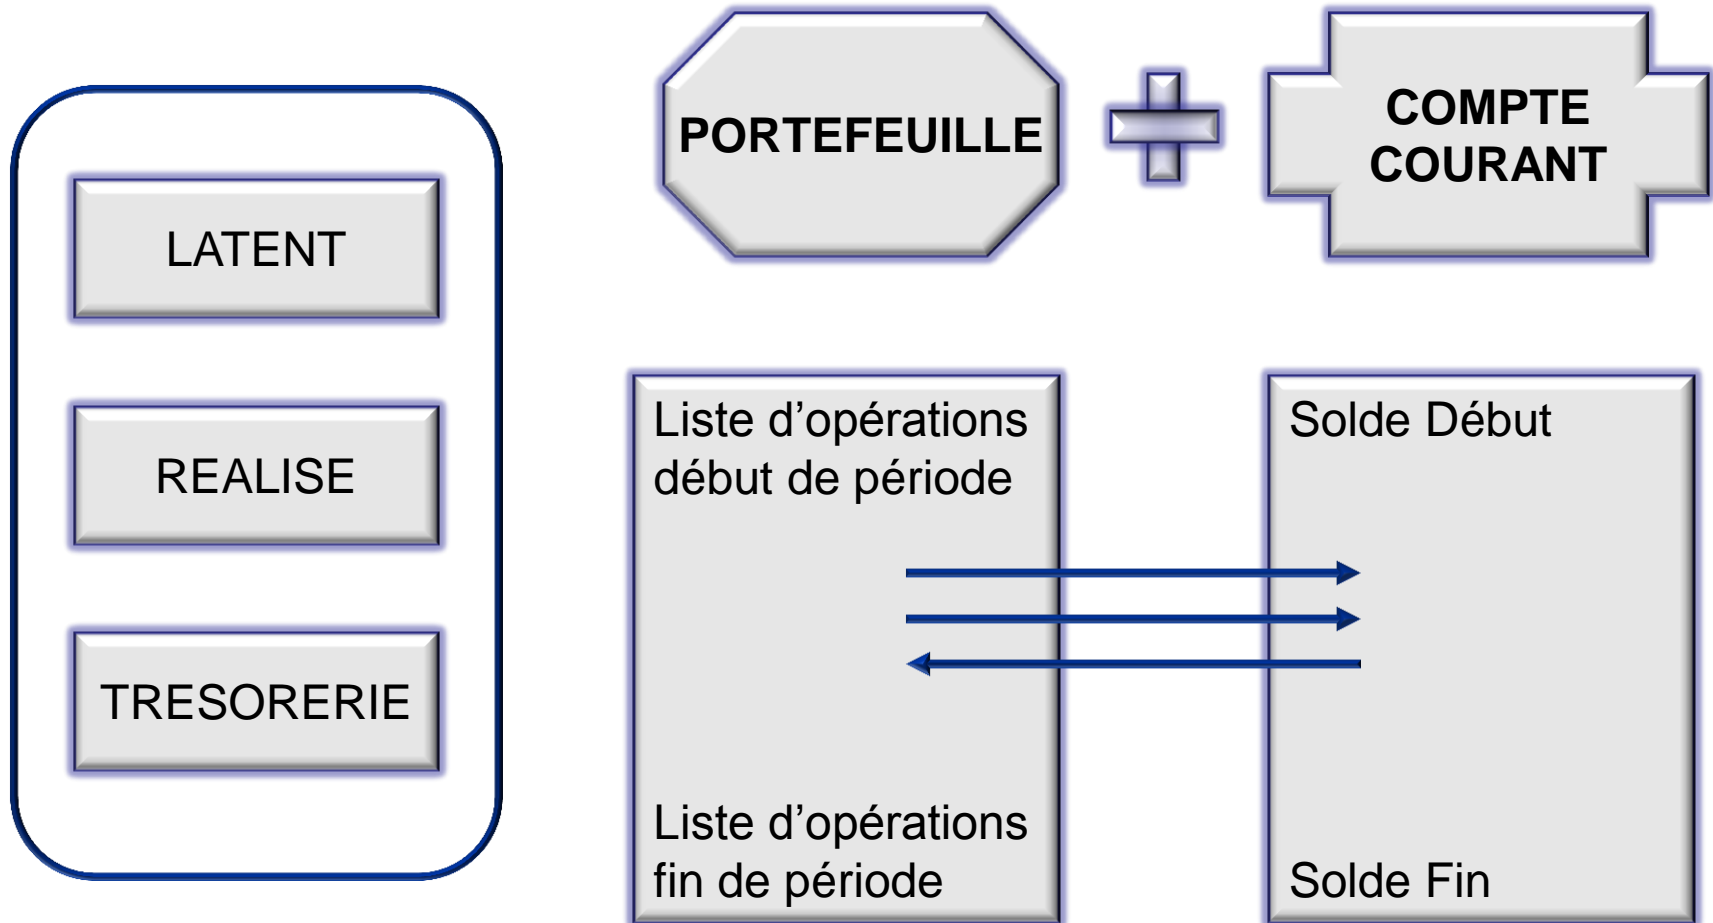 PORTEFEUILLE
COMPTE
COURANT
LATENT
REALISE
TRESORERIE
Liste d’opérations
début de période
Liste d’opérations
fin de période
Solde Début
Solde Fin